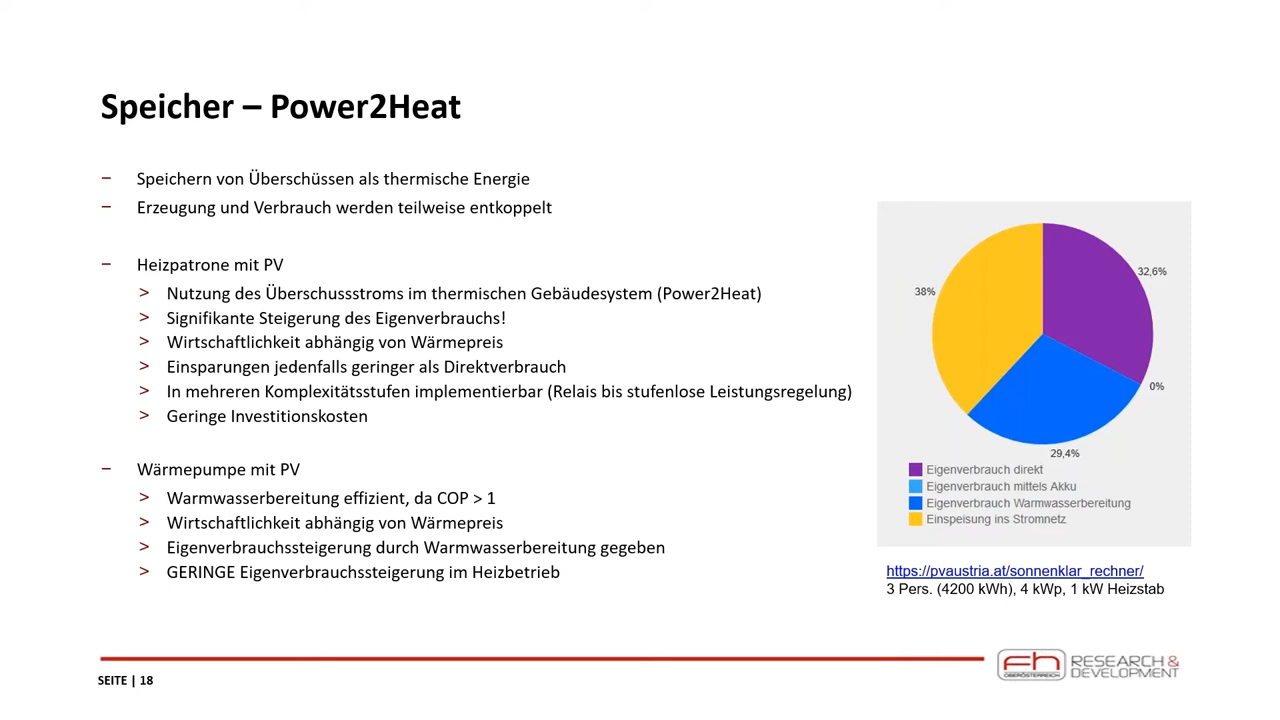 Speicher – Power2Heat
− Speichern von Überschüssen als thermische Energie
− Erzeugung und Verbrauch werden teilweise entkoppelt
− Heizpatrone mit PV
> Nutzung des Überschussstroms im thermischen Gebäudesystem (Power2Heat)
> Signifikante Steigerung des Eigenverbrauchs!
> Wirtschaftlichkeit abhängig von Wärmepreis
> Einsparungen jedenfalls geringer als Direktverbrauch
> In mehreren Komplexitätsstufen implementierbar (Relais bis stufenlose Leistungsregelung)
> Geringe Investitionskosten
− Wärmepumpe mit PV
> Warmwasserbereitung effizient, da COP > 1
> Wirtschaftlichkeit abhängig von Wärmepreis
> Eigenverbrauchssteigerung durch Warmwasserbereitung gegeben
> GERINGE Eigenverbrauchssteigerung im Heizbetrieb
32,6%
38%
0%
29,4%
Eigenverbrauch direkt
Eigenverbrauch mittels Akku
Eigenverbrauch Warmwasserbereitung
Einspeisung ins Stromnetz
https://pvaustria.at/sonnenklar_rechner/
3 Pers. (4200 kWh), 4 kWp, 1 kW Heizstab
SEITE | 18
fh
OBERÖSTERREICH
RESEARCH &
DEVELOPMENT